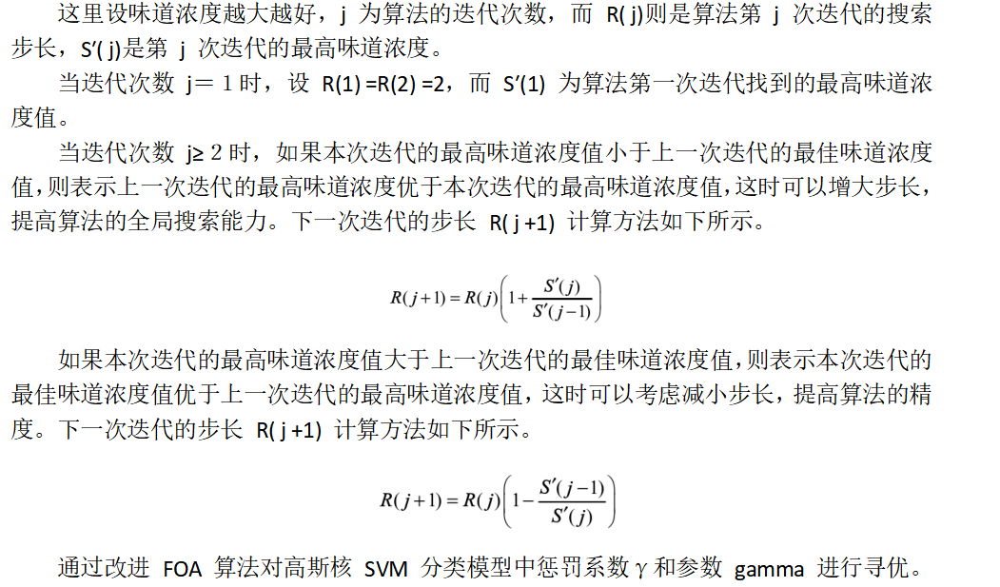 这里设味道浓度越大越好，j 为算法的迭代次数，而 R( j)则是算法第 j 次迭代的搜索
步长，S′( j)是第 j 次迭代的最高味道浓度。
当迭代次数 j＝１时，设 R(1) =R(2) =2，而 S′(1) 为算法第一次迭代找到的最高味道浓
度值。
当迭代次数 j≥２时，如果本次迭代的最高味道浓度值小于上一次迭代的最佳味道浓度
值，则表示上一次迭代的最高味道浓度优于本次迭代的最高味道浓度值，这时可以增大步长，
提高算法的全局搜索能力。下一次迭代的步长 R( j +1) 计算方法如下所示。
R(j+1) = R(j)(1+ S′(j)/S′(j−1))
如果本次迭代的最高味道浓度值大于上一次迭代的最佳味道浓度值，则表示本次迭代的
最佳味道浓度值优于上一次迭代的最高味道浓度值，这时可以考虑减小步长，提高算法的精
度。下一次迭代的步长 R( j +1) 计算方法如下所示。
R(j+1) = R(j)(1− S′(j−1)/S′(j))
通过改进 FOA 算法对高斯核 SVM 分类模型中惩罚系数γ和参数 gamma 进行寻优。